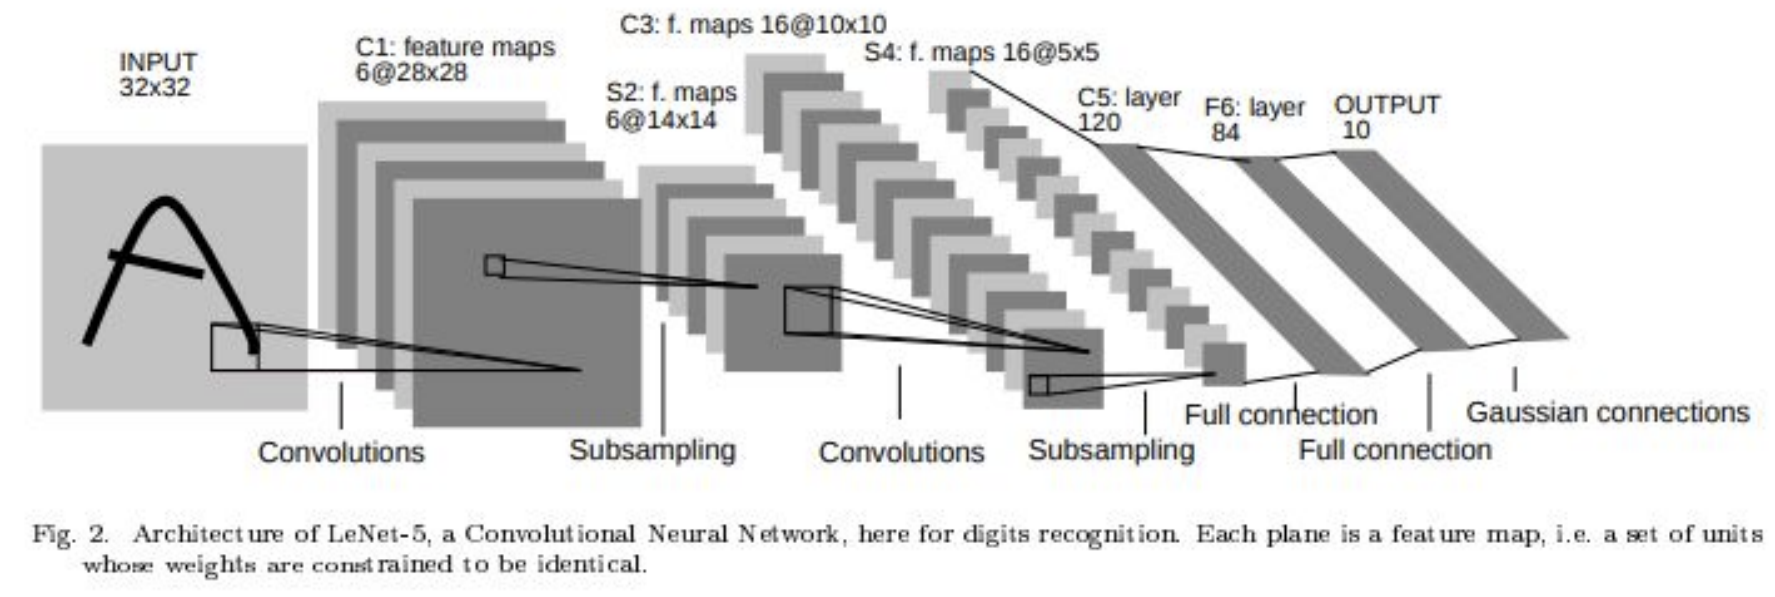 INPUT
32x32
C1: feature maps
6@28x28
C3: f. maps 16@10x10
S2: f. maps
6@14x14
S4: f. maps 16@5x5
C5: layer
120
F6: layer
84
OUTPUT
10
Convolutions
Subsampling
Convolutions
Subsampling
Full connection
Full connection
Gaussian connections
Fig. 2. Architecture of LeNet-5, a Convolutional Neural Network, here for digits recognition. Each plane is a feature map, i.e. a set of units
whose weights are constrained to be identical.